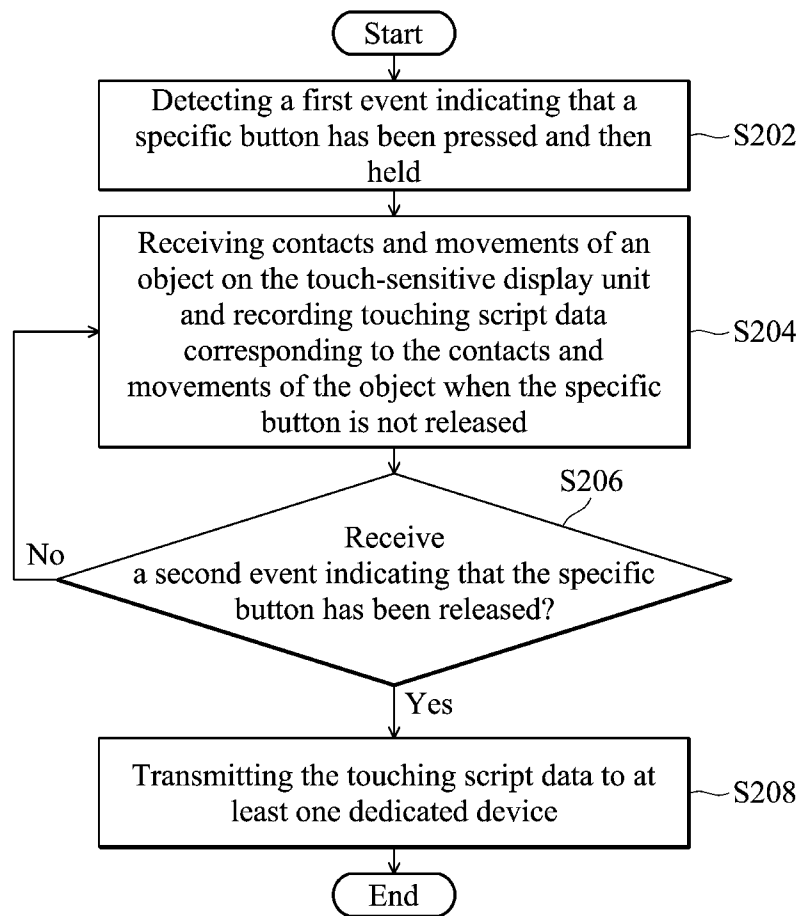 Start
Detecting a first event indicating that a
specific button has been pressed and then
held
S202
Receiving contacts and movements of an
object on the touch-sensitive display unit
and recording touching script data
corresponding to the contacts and
movements of the object when the specific
button is not released
S204
S206
Receive
a second event indicating that the specific
button has been released?
No
Yes
Transmitting the touching script data to at
least one dedicated device
S208
End